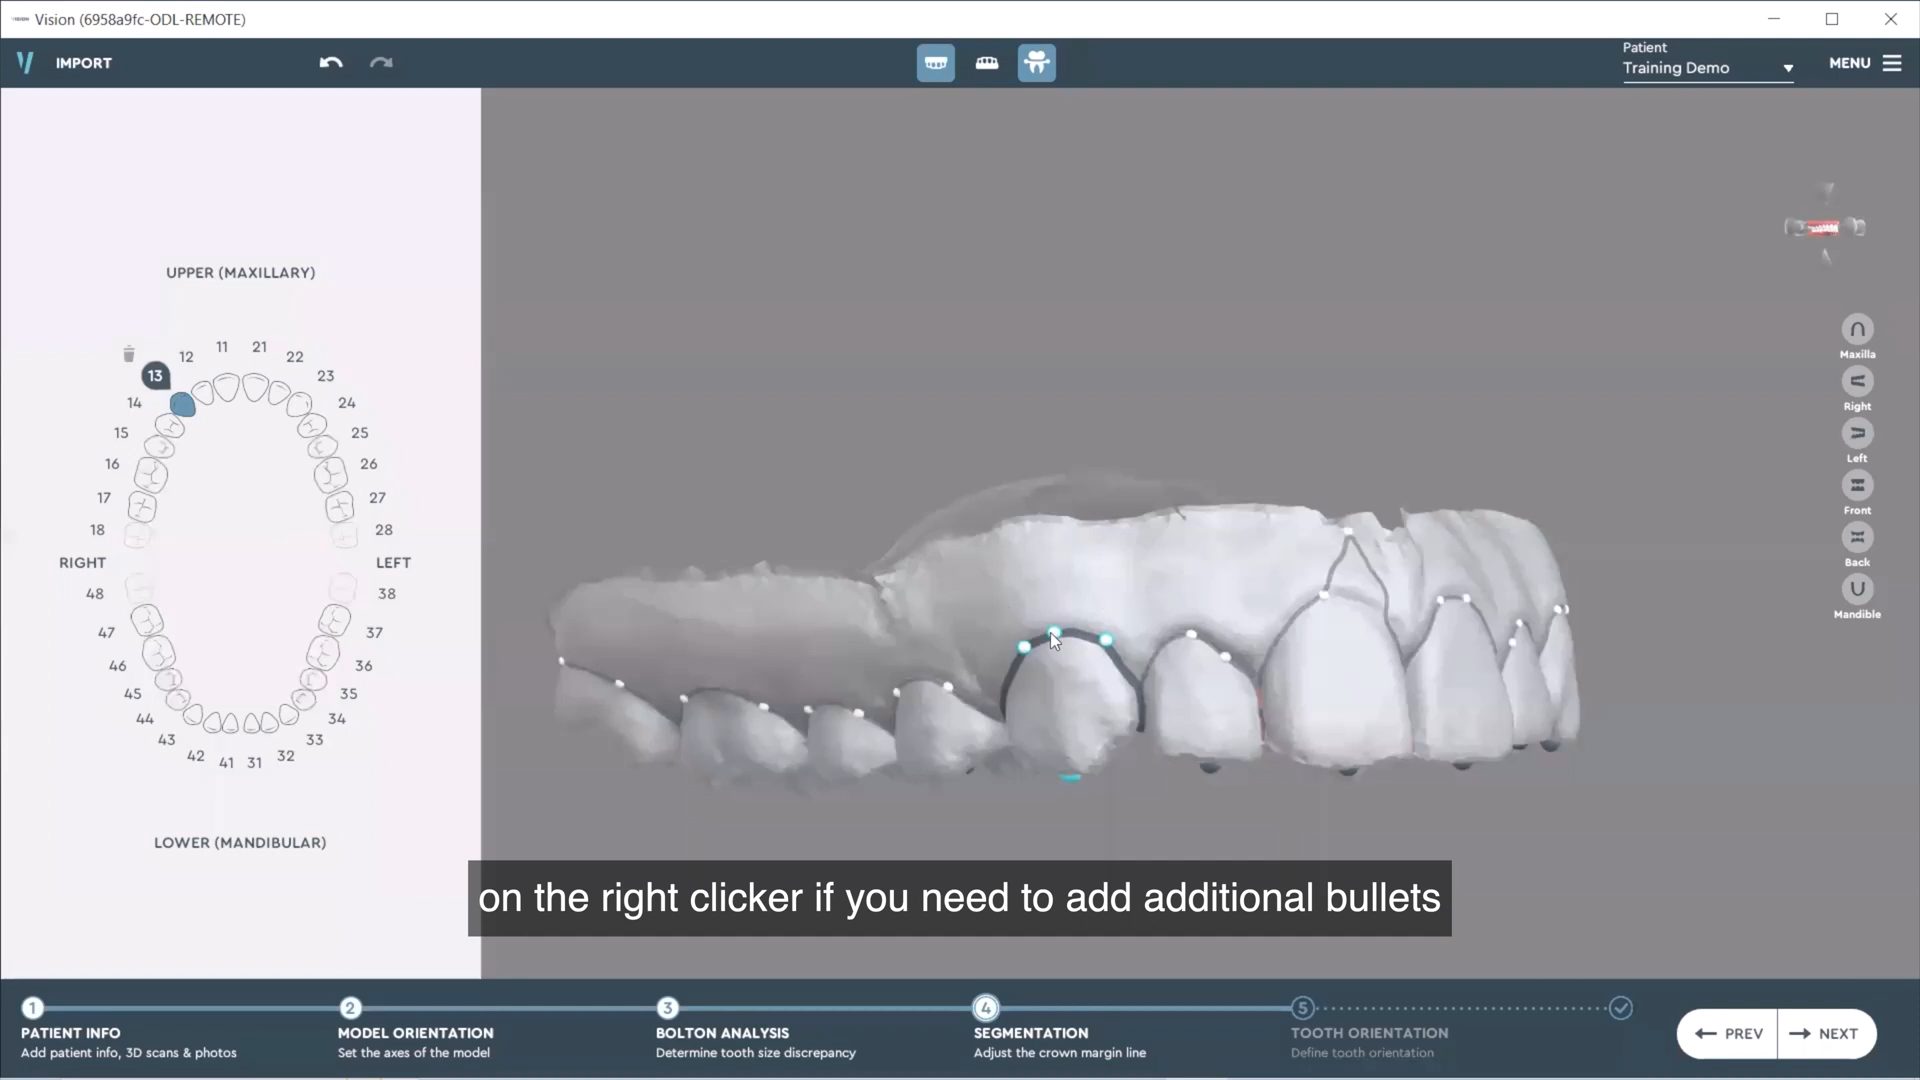 Vision (6958a9fc-ODL-REMOTE)
IMPORT
Patient
Training Demo
MENU
UPPER (MAXILLARY)
11 21
12 22
13 23
14 24
15 25
16 26
17 27
18 28
RIGHT LEFT
48 38
47 37
46 36
45 35
44 34
43 33
42 41 31 32
LOWER (MANDIBULAR)
Maxilla
Right
Left
Front
Back
Mandible
on the right clicker if you need to add additional bullets
1
PATIENT INFO
Add patient info, 3D scans & photos
2
MODEL ORIENTATION
Set the axes of the model
3
BOLTON ANALYSIS
Determine tooth size discrepancy
4
SEGMENTATION
Adjust the crown margin line
5
TOOTH ORIENTATION
Define tooth orientation
PREV
NEXT